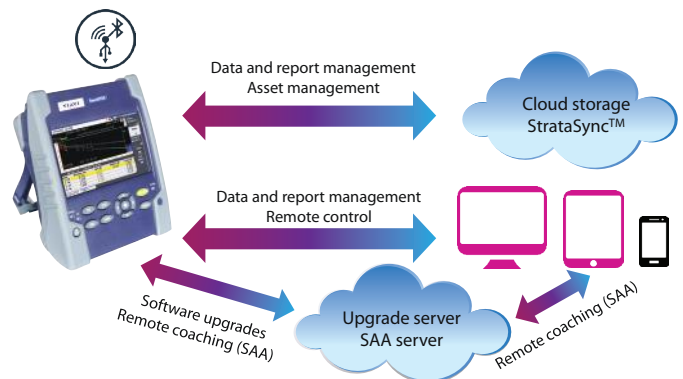 Data and report management
Asset management
Cloud storage
StrataSync™
Data and report management
Remote control
Software upgrades
Remote coaching (SAA)
Upgrade server
SAA server
Remote coaching (SAA)